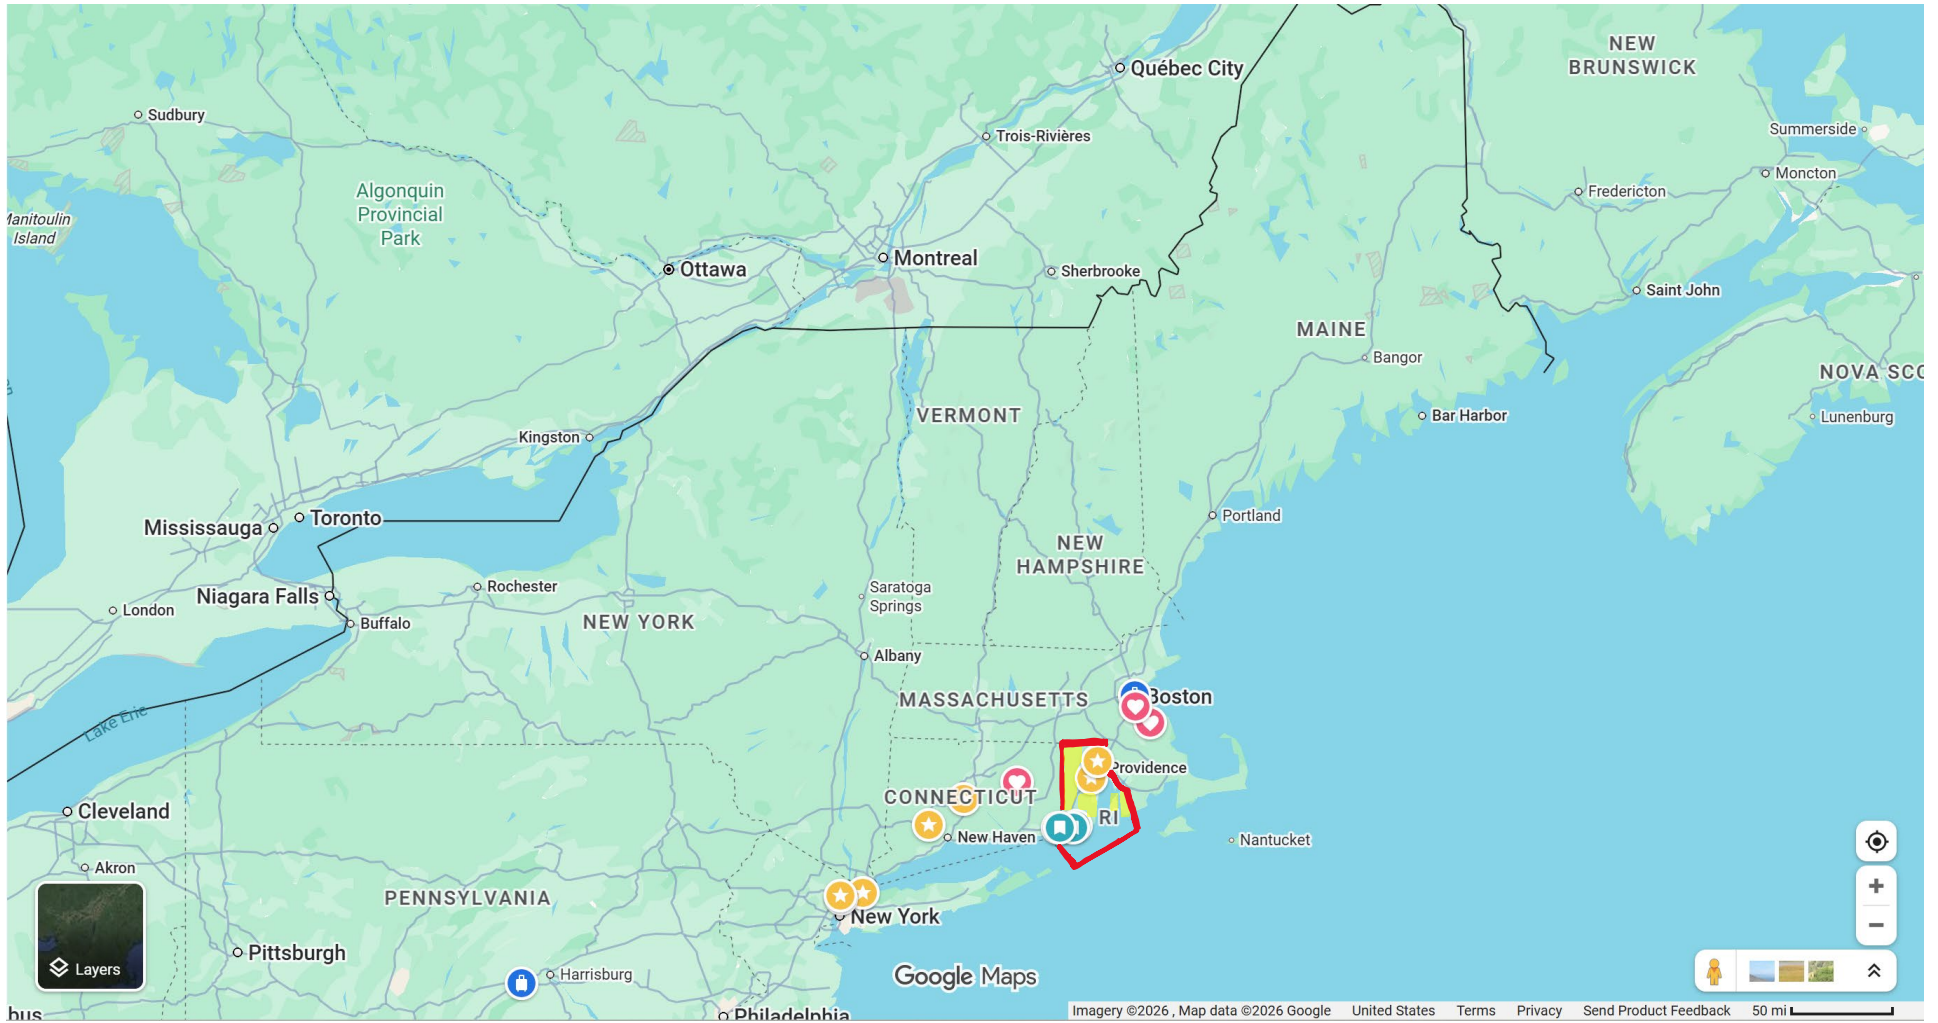 NEW
BRUNSWICK
Québec City
Sudbury
Summerside
Trois-Rivières
Moncton
Algonquin
Provincial
Park
Fredericton
Manitoulin
Island
Montreal
Ottawa
Sherbrooke
Saint John
MAINE
Bangor
NOVA SCO
VERMONT
Bar Harbor
Lunenburg
Kingston
Toronto
Mississauga
Portland
NEW
HAMPSHIRE
Rochester
Saratoga
Springs
Niagara Falls
London
Buffalo
NEW YORK
Albany
MASSACHUSETTS
Boston
Lake Erie
Providence
CONNECTICUT
Cleveland
RI
New Haven
Nantucket
Akron
PENNSYLVANIA
New York
Pittsburgh
Harrisburg
Layers
Google Maps
bus
Philadelphia
Imagery ©2026 , Map data ©2026 Google United States Terms Privacy Send Product Feedback 50 mi